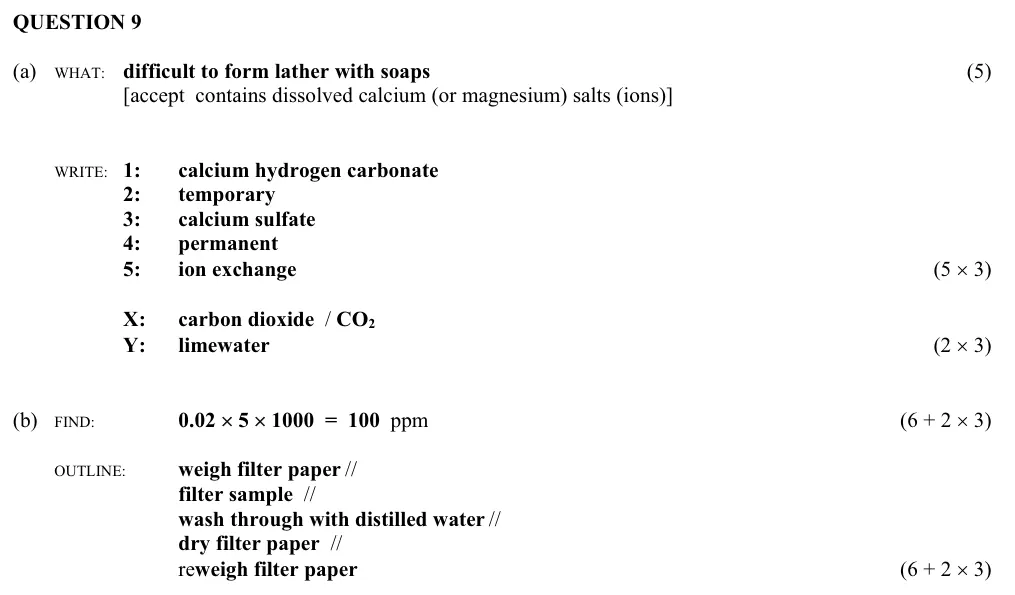 QUESTION 9
(a) WHAT: difficult to form lather with soaps (5)
[accept contains dissolved calcium (or magnesium) salts (ions)]
WRITE: 1: calcium hydrogen carbonate
2: temporary
3: calcium sulfate
4: permanent
5: ion exchange (5 × 3)
X: carbon dioxide / CO₂
Y: limewater (2 × 3)
(b) FIND: 0.02 × 5 × 1000 = 100 ppm (6 + 2 × 3)
OUTLINE: weigh filter paper //
filter sample //
wash through with distilled water //
dry filter paper //
reweigh filter paper (6 + 2 × 3)